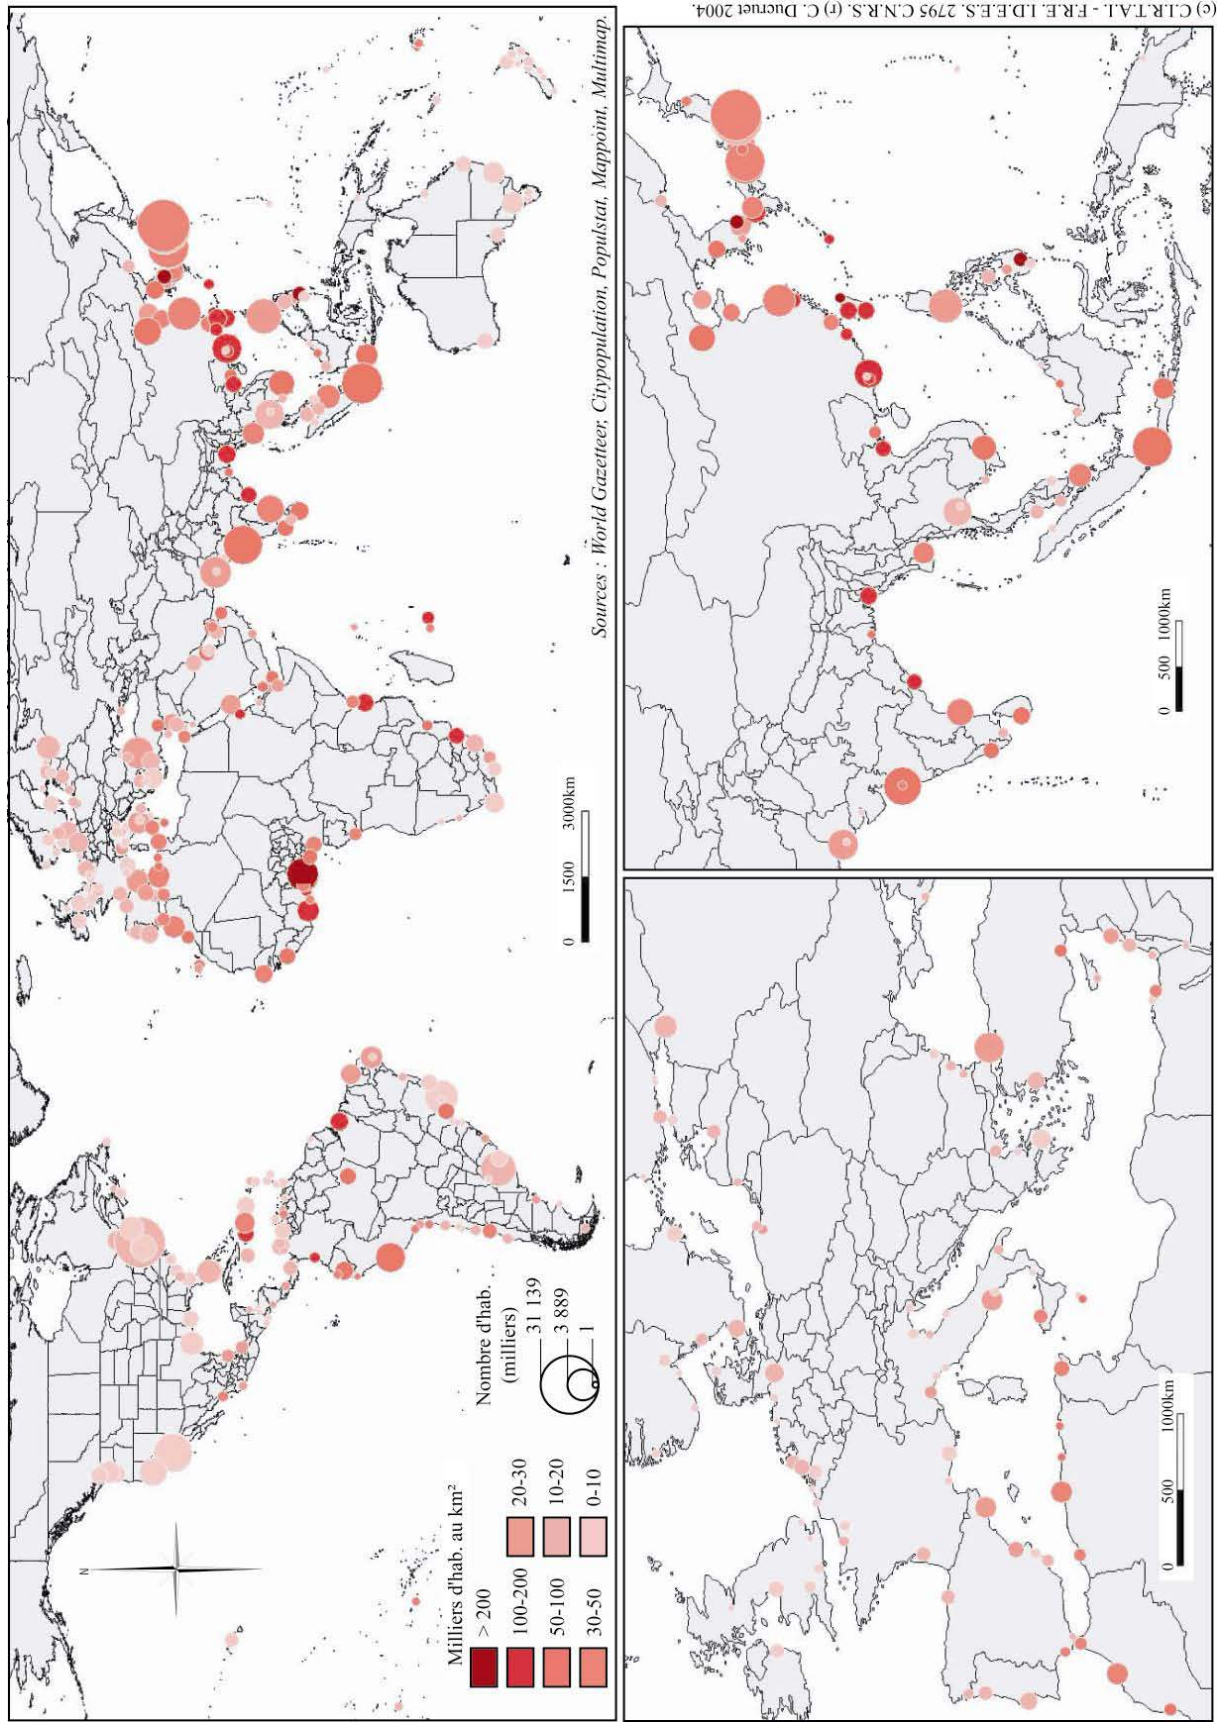 N
Milliers d'hab. au km²
> 200
100-200
50-100
30-50
20-30
10-20
0-10
Nombre d'hab.
(milliers)
31 139
3 889
1
0 1500 3000km
Sources : World Gazetteer, Citypopulation, Populstat, Mappoint, Multimap.
0 500 1000km
0 500 1000km
(c) C.I.R.T.A.I. - F.R.E. I.D.E.E.S. 2795 C.N.R.S. (r) C. Ducruet 2004.